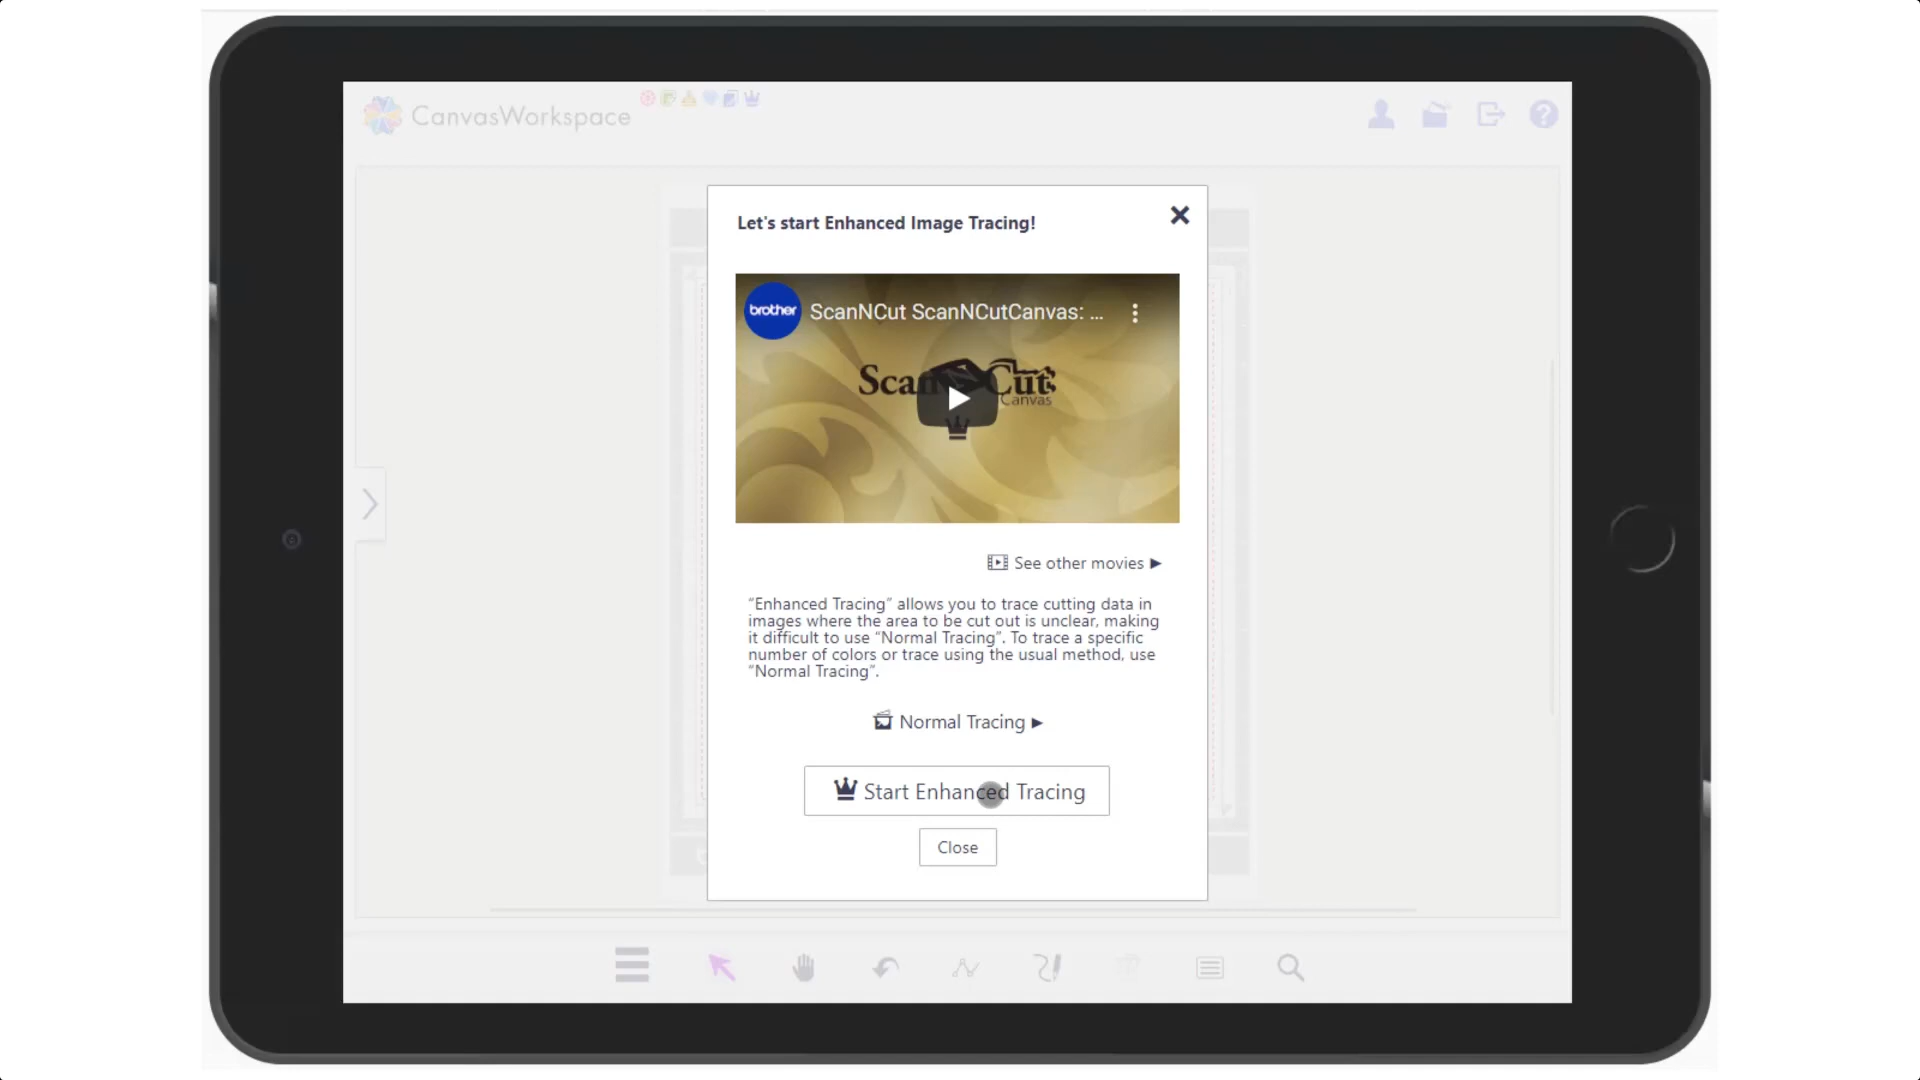 CanvasWorkspace
Let's start Enhanced Image Tracing!
brother
ScanNCut ScanNCutCanvas: ...
Canvas
See other movies ▶
“Enhanced Tracing” allows you to trace cutting data in
images where the area to be cut out is unclear, making
it difficult to use “Normal Tracing”. To trace a specific
number of colors or trace using the usual method, use
“Normal Tracing”.
Normal Tracing ▶
Start Enhanced Tracing
Close